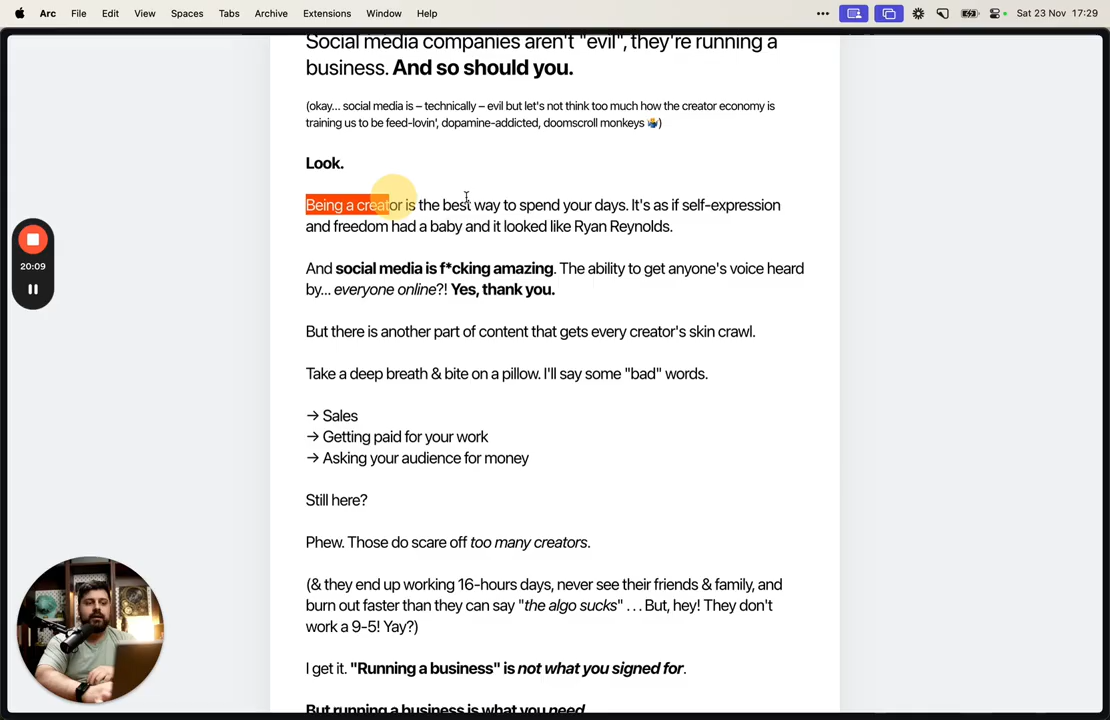 Arc File Edit View Spaces Tabs Archive Extensions Window Help Sat 23 Nov 17:29
Social media companies aren't "evil", they're running a
business. And so should you.
(okay... social media is – technically – evil but let's not think too much how the creator economy is
training us to be feed-lovin', dopamine-addicted, doomscroll monkeys)
Look.
Being a creator is the best way to spend your days. It's as if self-expression
and freedom had a baby and it looked like Ryan Reynolds.
And social media is f*cking amazing. The ability to get anyone's voice heard
by... everyone online?! Yes, thank you.
But there is another part of content that gets every creator's skin crawl.
Take a deep breath & bite on a pillow. I'll say some "bad" words.
→ Sales
→ Getting paid for your work
→ Asking your audience for money
Still here?
Phew. Those do scare off too many creators.
(& they end up working 16-hours days, never see their friends & family, and
burn out faster than they can say "the algo sucks" . . . But, hey! They don't
work a 9-5! Yay?)
I get it. "Running a business" is not what you signed for.
But running a business is what you need.
20:09